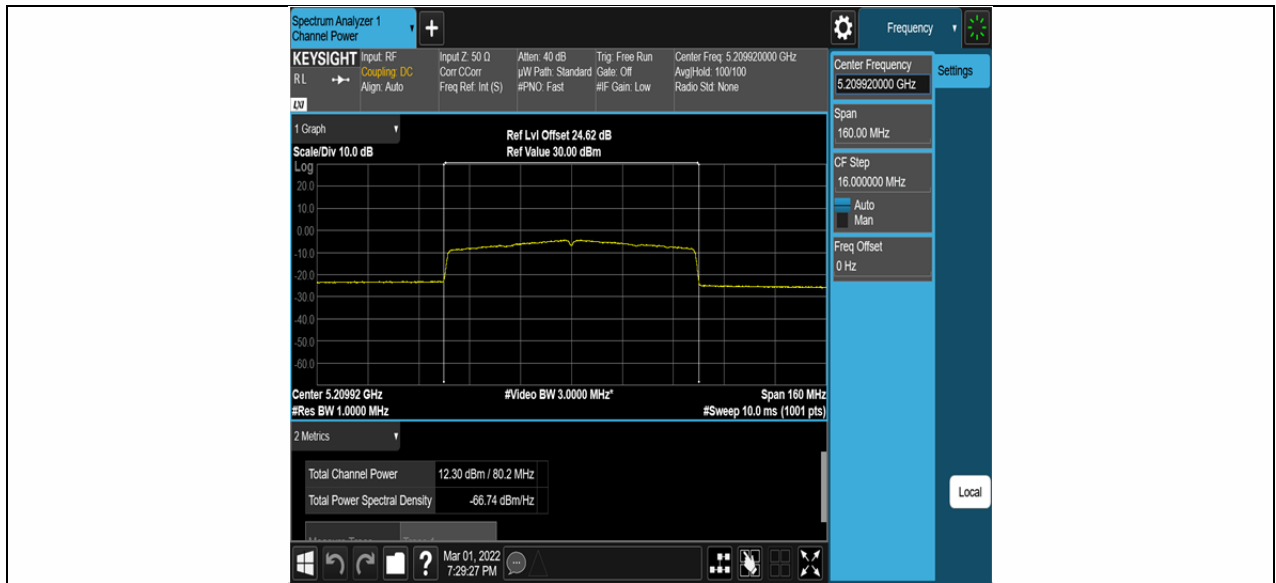 Spectrum Analyzer 1
Channel Power
+
Frequency
KEYSIGHT
RL
LXI
Input: RF
Coupling: DC
Align: Auto
Input Z: 50 Ω
Corr CCorr
Freq Ref: Int (S)
Atten: 40 dB
µW Path: Standard
#PNO: Fast
Trig: Free Run
Gate: Off
#IF Gain: Low
Center Freq: 5.209920000 GHz
Avg|Hold: 100/100
Radio Std: None
Center Frequency
5.209920000 GHz
Settings
Span
160.00 MHz
CF Step
16.000000 MHz
Auto
Man
Freq Offset
0 Hz
Local
1 Graph
Scale/Div 10.0 dB
Ref Lvl Offset 24.62 dB
Ref Value 30.00 dBm
Log
20.0
10.0
0.00
-10.0
-20.0
-30.0
-40.0
-50.0
-60.0
Center 5.20992 GHz
#Video BW 3.0000 MHz*
Span 160 MHz
#Res BW 1.0000 MHz
#Sweep 10.0 ms (1001 pts)
2 Metrics
Total Channel Power 12.30 dBm / 80.2 MHz
Total Power Spectral Density -66.74 dBm/Hz
?
Mar 01, 2022
7:29:27 PM